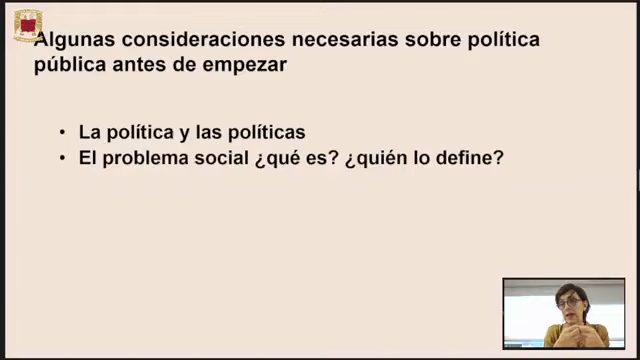 Algunas consideraciones necesarias sobre política
pública antes de empezar
• La política y las políticas
• El problema social ¿qué es? ¿quién lo define?